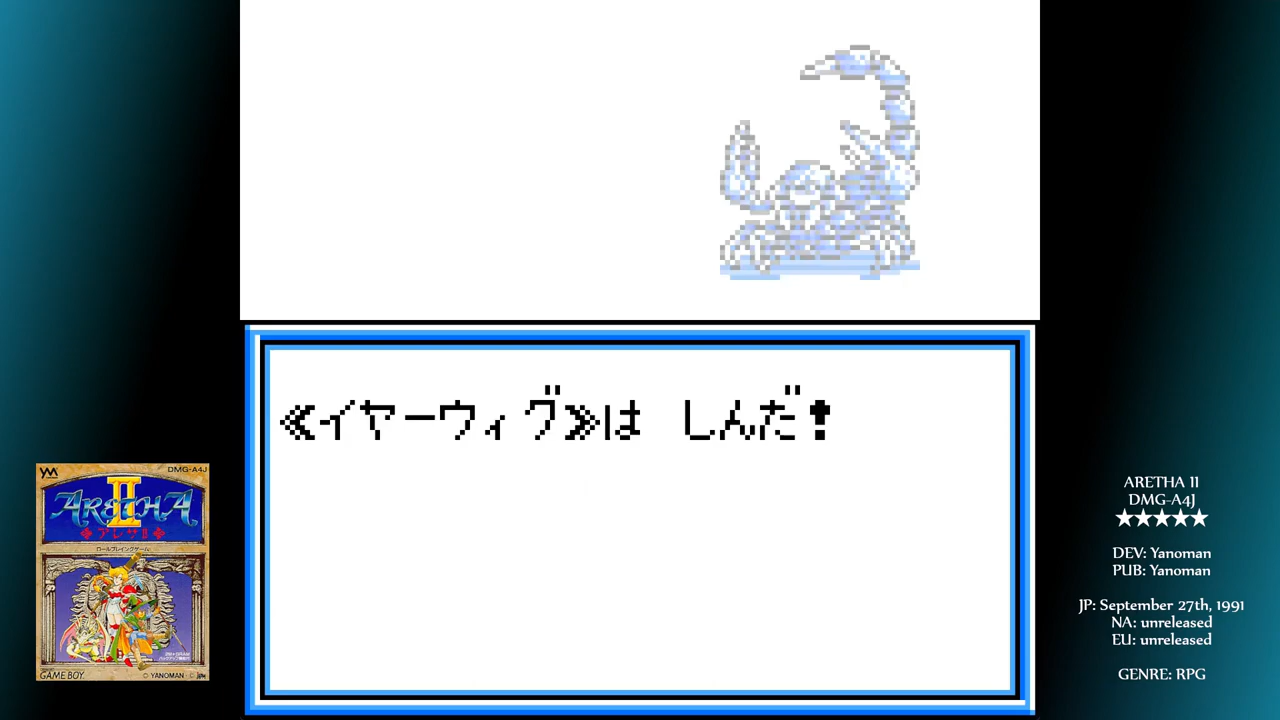 ≪イヤーウィグ≫は しんだ!
DMG-A4J
ARETHA
II
アレサII
ロールプレイングゲーム
GAME BOY
© YANOMAN
ARETHA II
DMG-A4J
★★★★★
DEV: Yanoman
PUB: Yanoman
JP: September 27th, 1991
NA: unreleased
EU: unreleased
GENRE: RPG